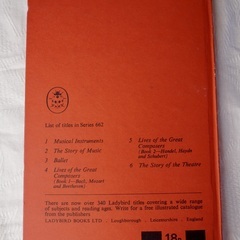 List of titles in Series 662
1 Musical Instruments
2 The Story of Music
3 Ballet
4 Lives of the Great
Composers
(Book 1—Bach, Mozart
and Beethoven)
5 Lives of the Great
Composers
(Book 2—Handel, Haydn
and Schubert)
6 The Story of the Theatre
There are now over 340 Ladybird titles covering a wide range
of subjects and reading ages. Write for a free illustrated catalogue
from the publishers
LADYBIRD BOOKS LTD Loughborough Leicestershire England
18p